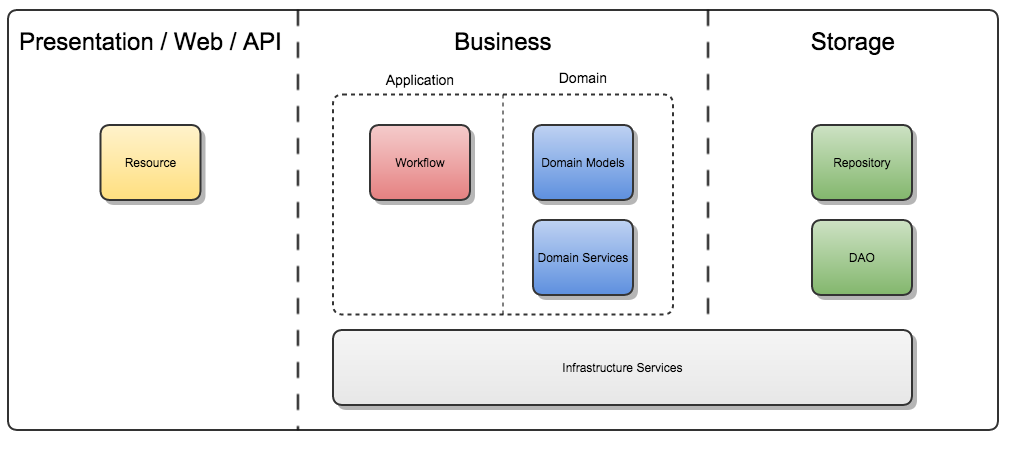 Presentation / Web / API
Business
Storage
Application
Domain
Resource
Workflow
Domain Models
Repository
Domain Services
DAO
Infrastructure Services